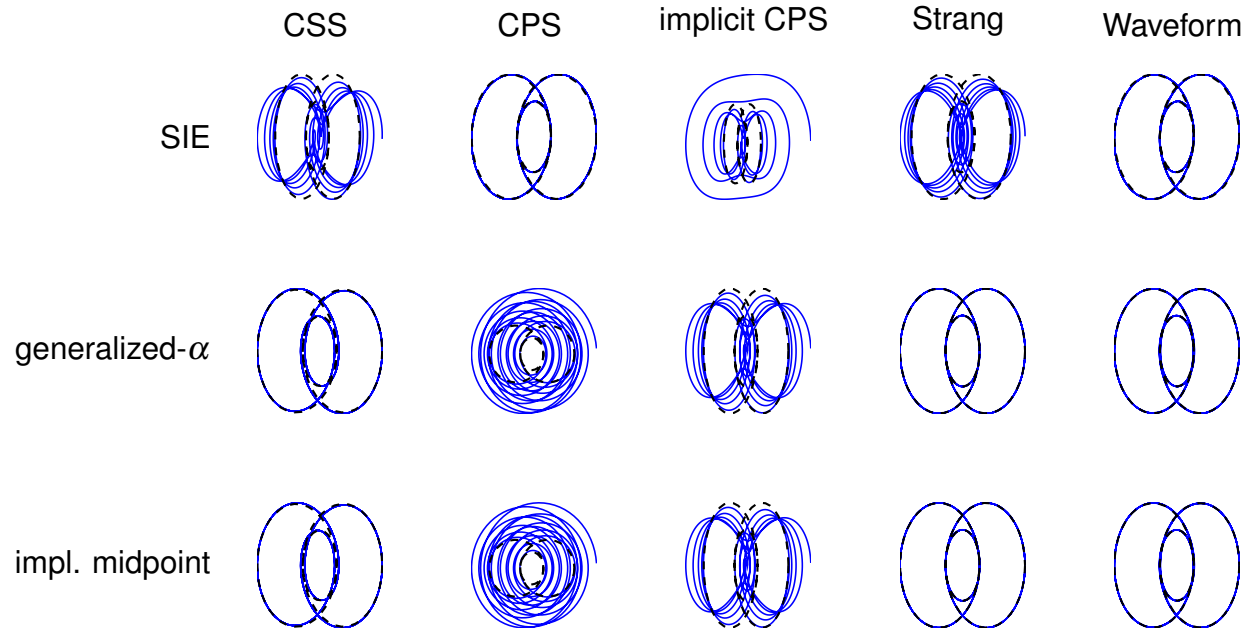 CSS CPS implicit CPS Strang Waveform
SIE
generalized-α
impl. midpoint